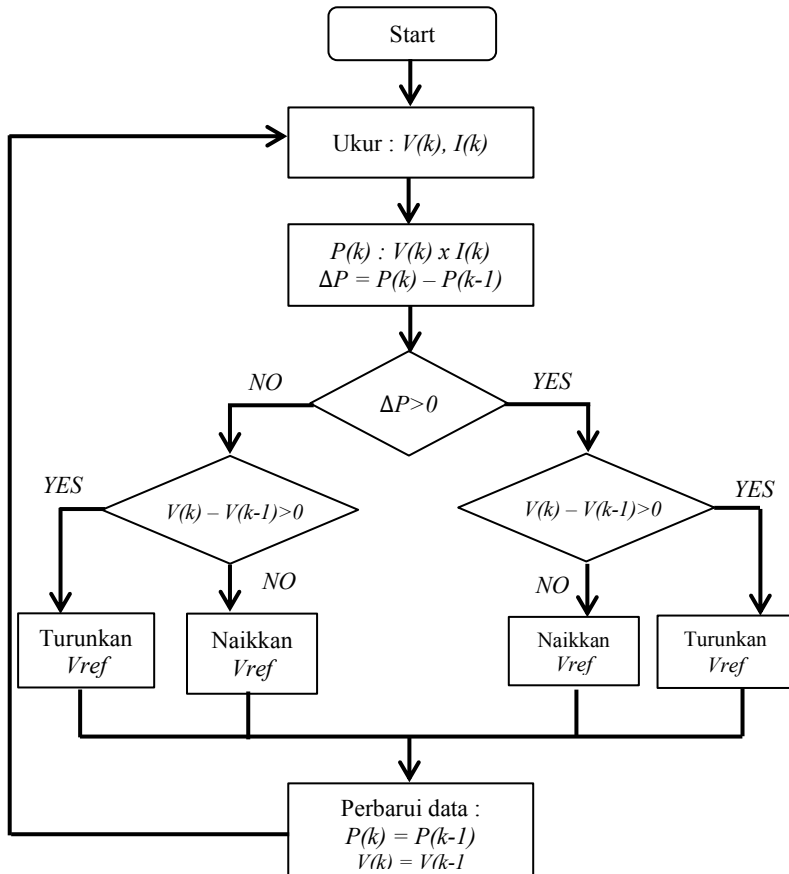 Start
Ukur : V(k), I(k)
P(k) : V(k) x I(k)
ΔP = P(k) – P(k-1)
NO
YES
ΔP>0
YES
V(k) – V(k-1)>0
NO
V(k) – V(k-1)>0
YES
NO
Turunkan
Vref
Naikkan
Vref
Naikkan
Vref
Turunkan
Vref
Perbarui data :
P(k) = P(k-1)
V(k) = V(k-1